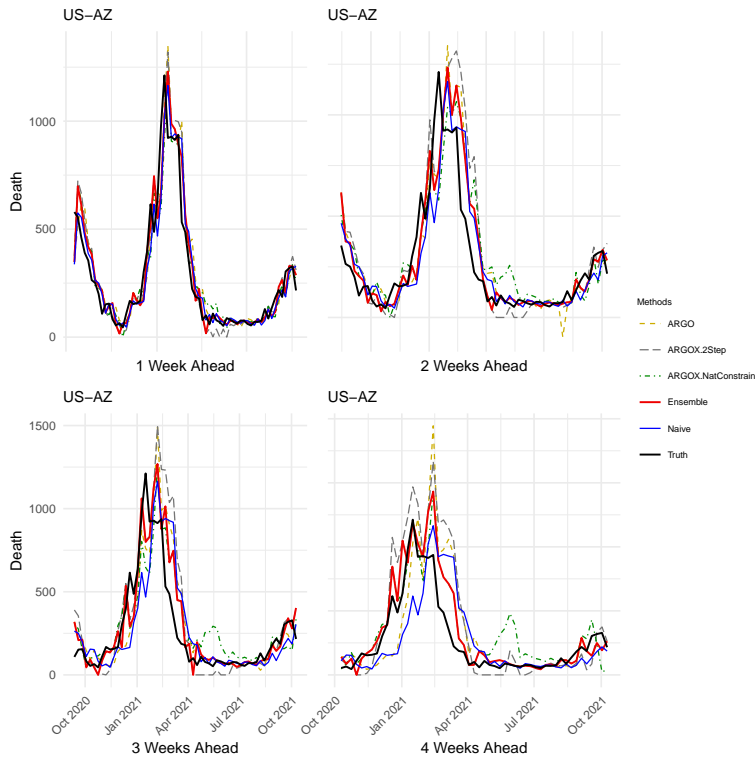 US−AZ
US−AZ
Death
1000
500
0
1 Week Ahead
2 Weeks Ahead
Methods
ARGO
ARGOX.2Step
ARGOX.NatConstrain
Ensemble
Naive
Truth
US−AZ
US−AZ
Death
1500
1000
500
0
Oct 2020
Jan 2021
Apr 2021
Jul 2021
Oct 2021
Oct 2020
Jan 2021
Apr 2021
Jul 2021
Oct 2021
3 Weeks Ahead
4 Weeks Ahead